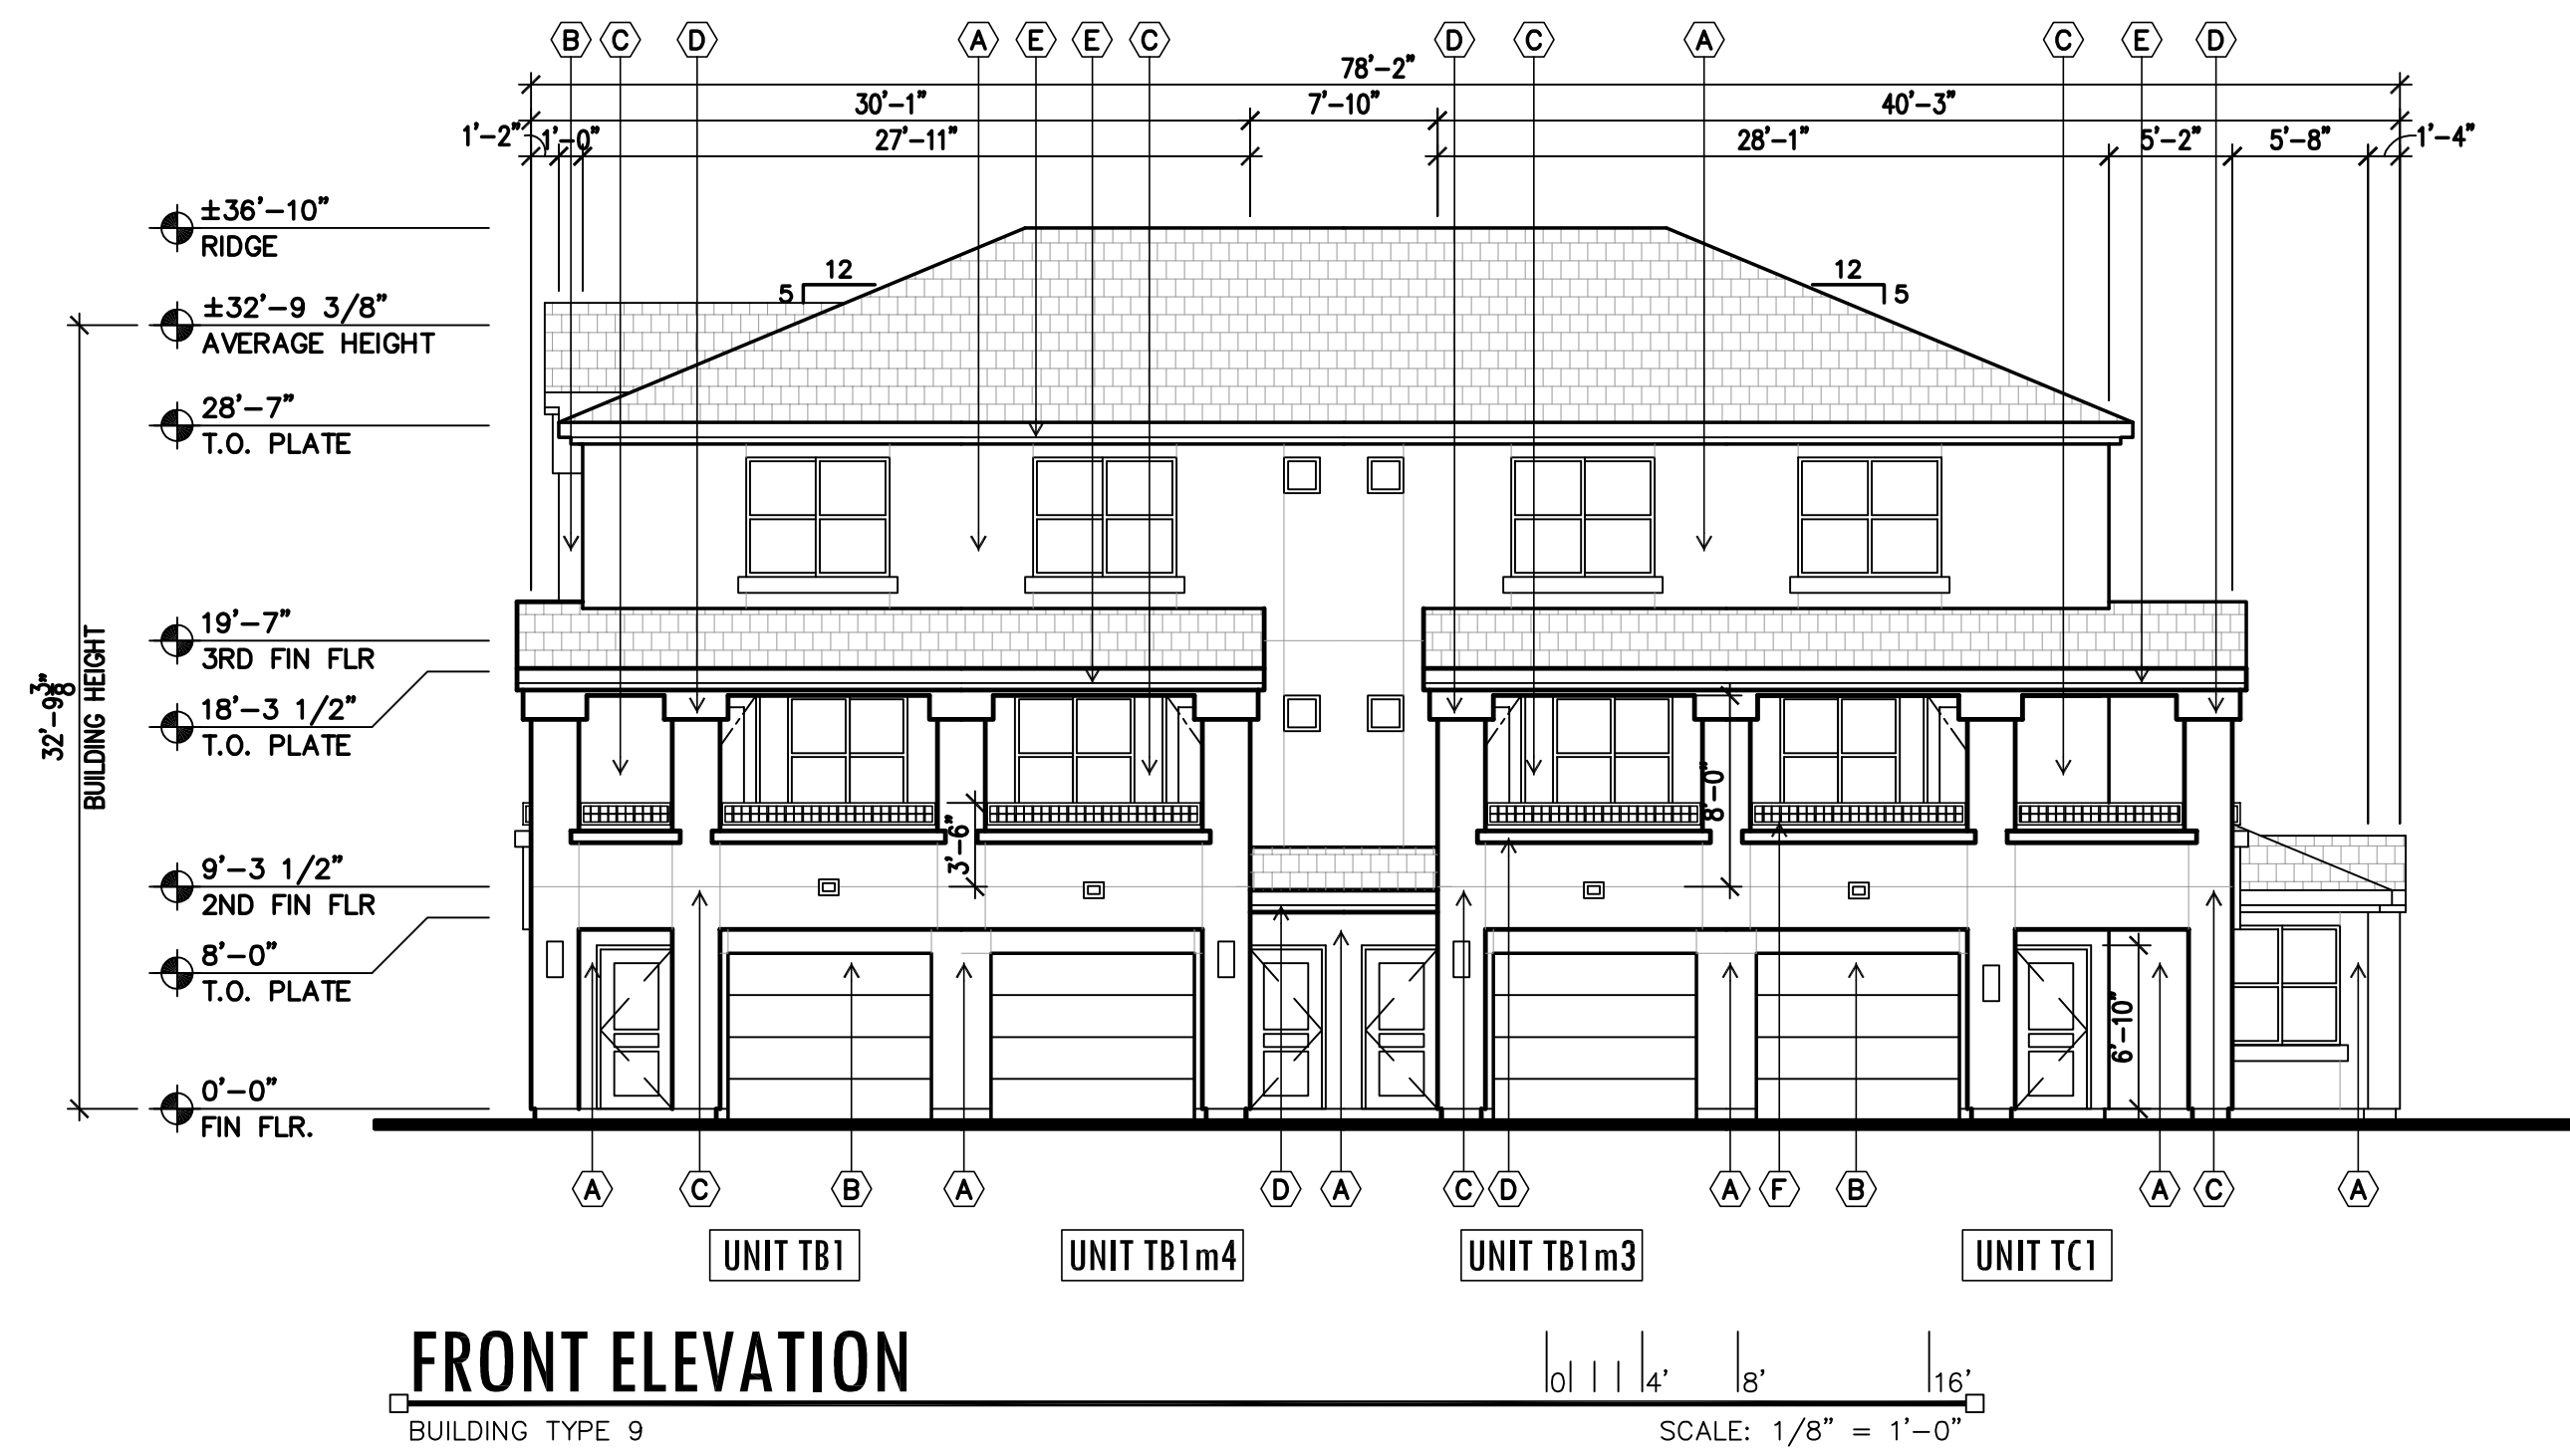 B C D A E E C D C A C E D
78'-2"
30'-1" 7'-10" 40'-3"
1'-2" 1'-0" 27'-11" 28'-1" 5'-2" 5'-8" 1'-4"
±36'-10"
RIDGE
12
5
12
5
±32'-9 3/8"
AVERAGE HEIGHT
28'-7"
T.O. PLATE
19'-7"
3RD FIN FLR
18'-3 1/2"
T.O. PLATE
32'-9 3/8"
BUILDING HEIGHT
8'-0"
3'-6"
9'-3 1/2"
2ND FIN FLR
8'-0"
T.O. PLATE
6'-10"
0'-0"
FIN FLR.
A C B A D A C D A F B A C A
UNIT TB1 UNIT TB1m4 UNIT TB1m3 UNIT TC1
FRONT ELEVATION
0 4' 8' 16'
BUILDING TYPE 9 SCALE: 1/8" = 1'-0"